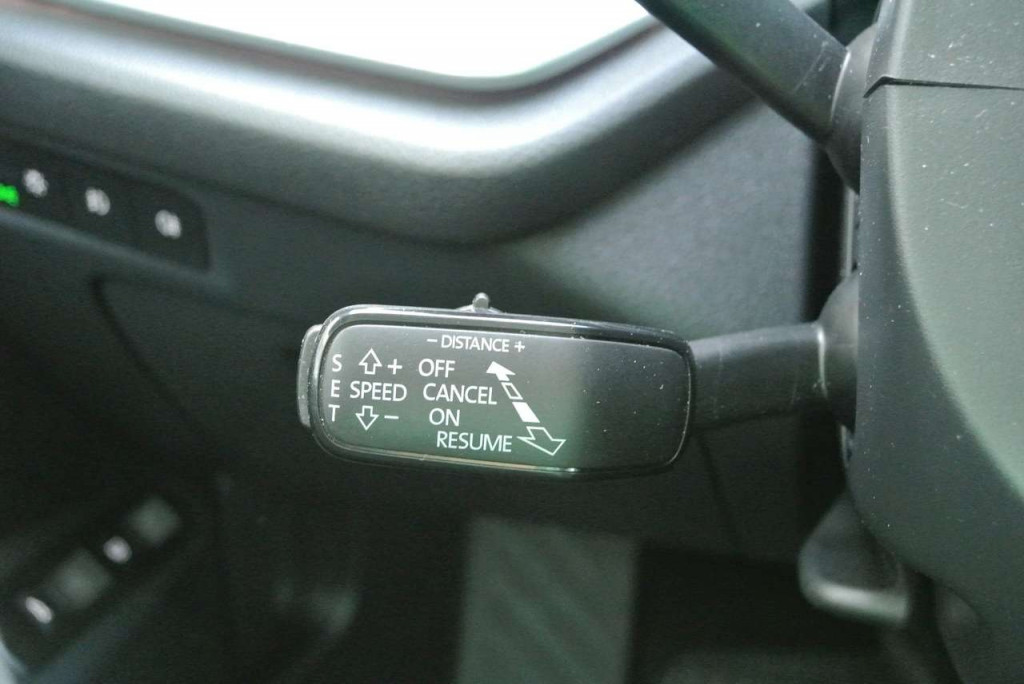 - DISTANCE +
S + OFF
E SPEED CANCEL
T - ON
RESUME